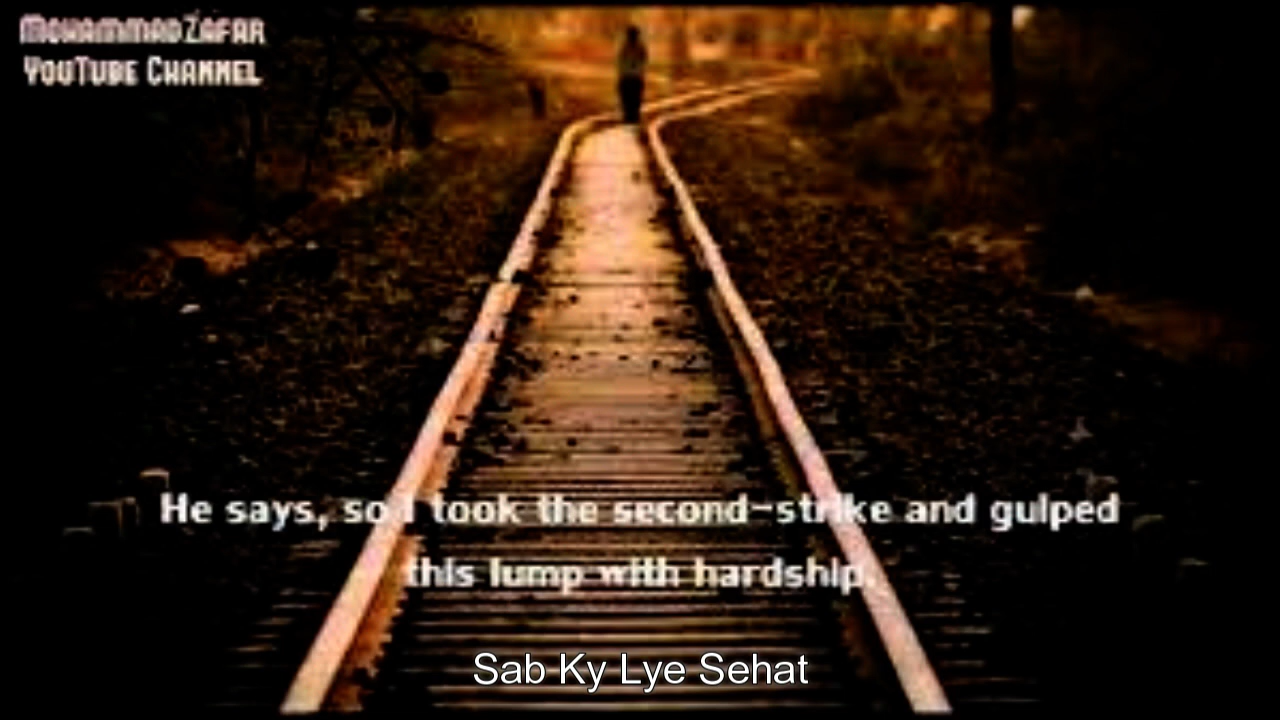 MohammadZafar
YouTube Channel
He says, so I took the second-strike and gulped
this lump with hardship.
Sab Ky Lye Sehat